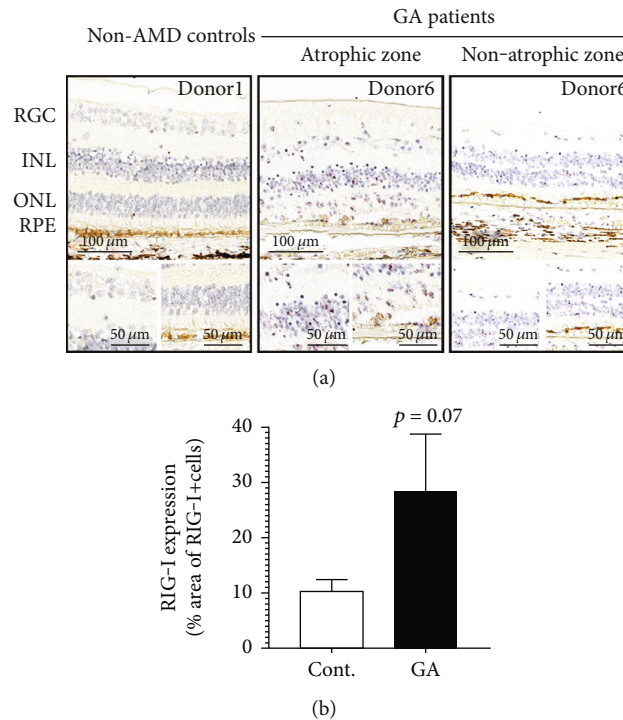 GA patients
Non-AMD controls
Atrophic zone
Non-atrophic zone
Donor1
Donor6
Donor6
RGC
INL
ONL
RPE
100 μm
100 μm
100 μm
50 μm
50 μm
50 μm
50 μm
50 μm
50 μm
(a)
RIG-I expression
(% area of RIG-I+cells)
40
30
20
10
0
p = 0.07
Cont.
GA
(b)